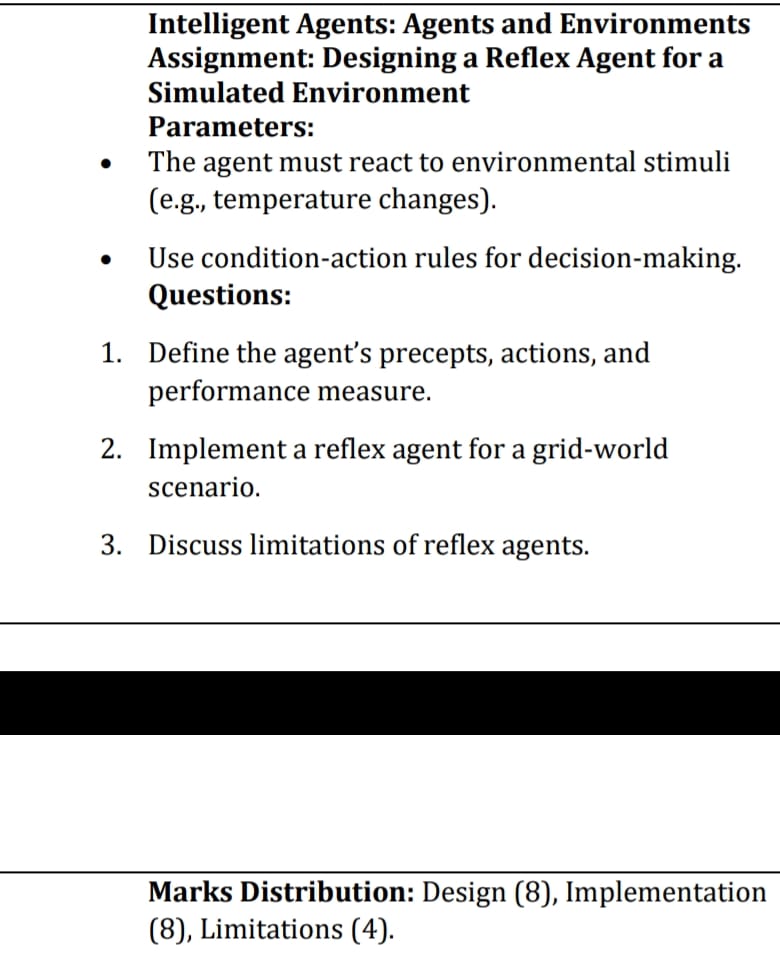 Intelligent Agents: Agents and Environments
Assignment: Designing a Reflex Agent for a
Simulated Environment
Parameters:
• The agent must react to environmental stimuli
(e.g., temperature changes).
• Use condition-action rules for decision-making.
Questions:
1. Define the agent’s precepts, actions, and
performance measure.
2. Implement a reflex agent for a grid-world
scenario.
3. Discuss limitations of reflex agents.
Marks Distribution: Design (8), Implementation
(8), Limitations (4).